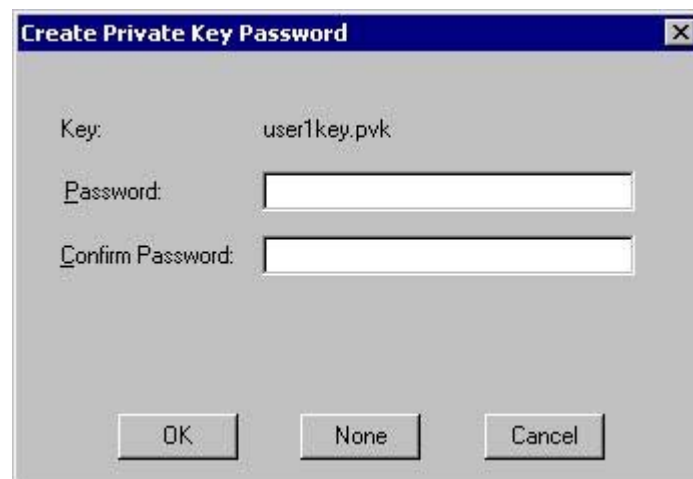 Create Private Key Password
Key: user1key.pvk
Password:
Confirm Password:
OK None Cancel